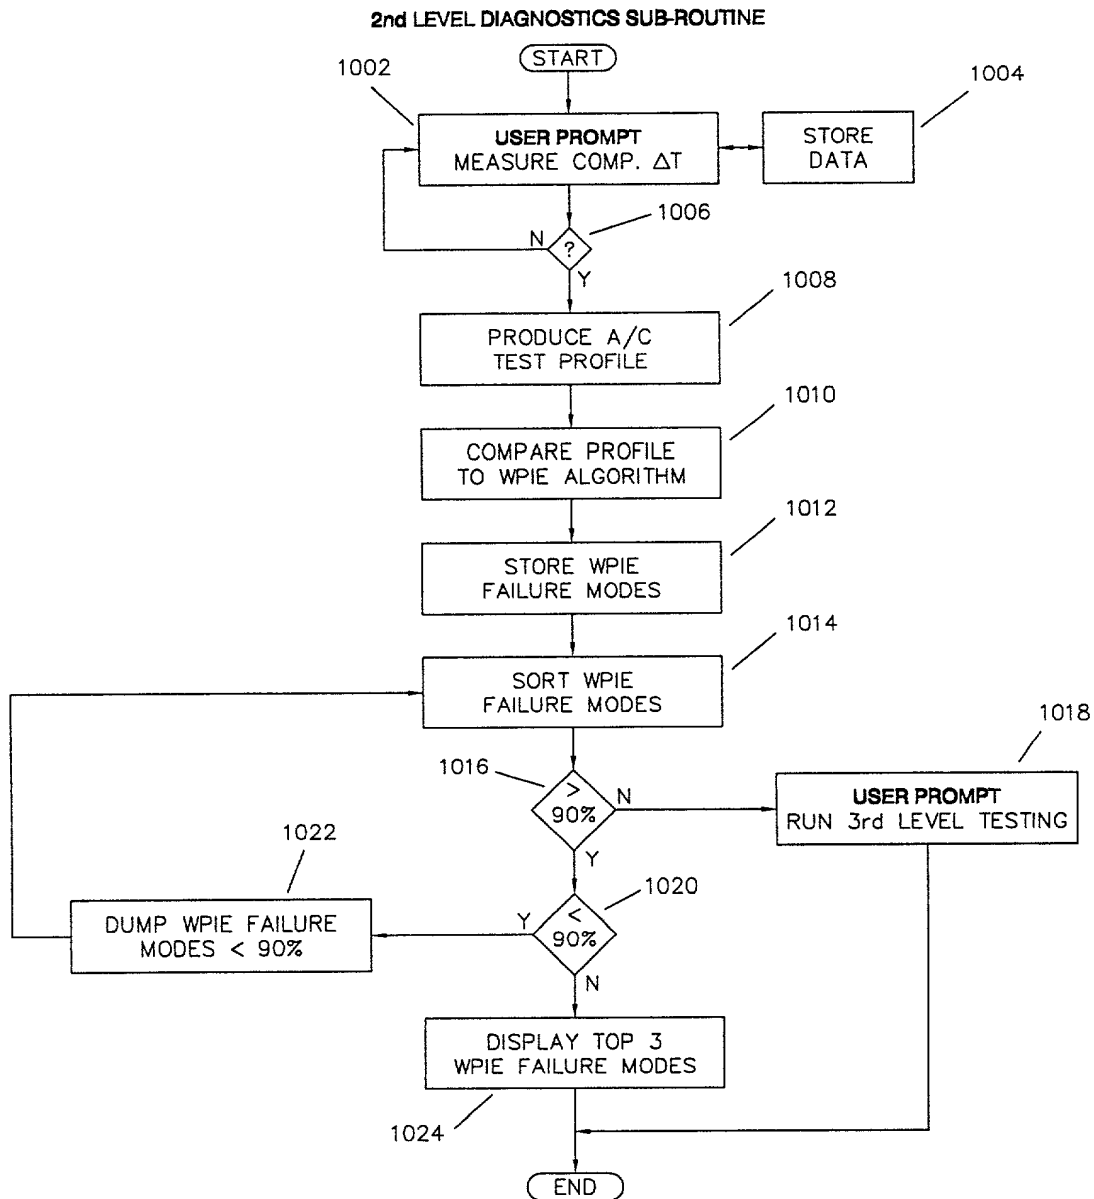 2nd LEVEL DIAGNOSTICS SUB-ROUTINE
START
1002
1004
USER PROMPT
MEASURE COMP. ΔT
STORE
DATA
1006
N
?
Y
1008
PRODUCE A/C
TEST PROFILE
1010
COMPARE PROFILE
TO WPIE ALGORITHM
1012
STORE WPIE
FAILURE MODES
1014
SORT WPIE
FAILURE MODES
1018
1016
>
90%
N
Y
USER PROMPT
RUN 3rd LEVEL TESTING
1022
1020
DUMP WPIE FAILURE
MODES < 90%
Y
<
90%
N
DISPLAY TOP 3
WPIE FAILURE MODES
1024
END